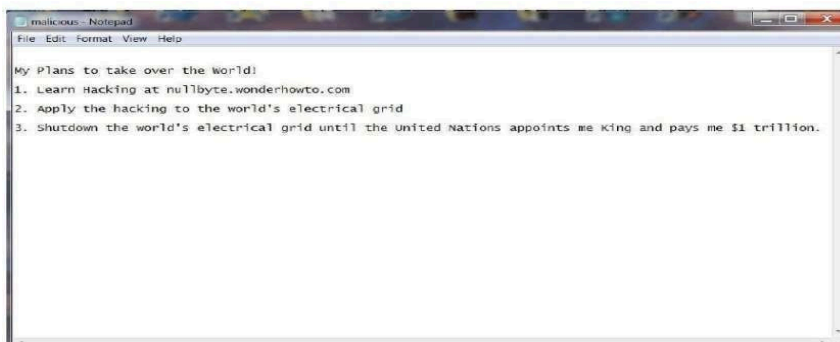 malicious - Notepad
File Edit Format View Help
My Plans to take over the World!
1. Learn Hacking at nullbyte.wonderhowto.com
2. Apply the hacking to the world's electrical grid
3. Shutdown the world's electrical grid until the United Nations appoints me King and pays me $1 trillion.